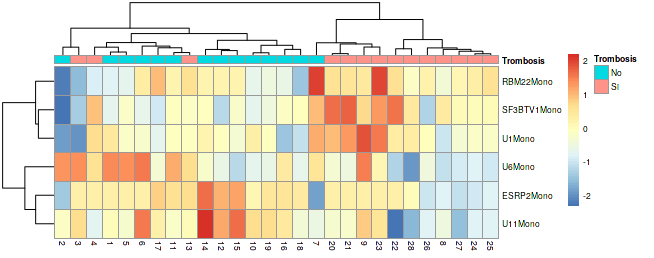 Trombosis
Trombosis
No
SI
2
1
0
-1
-2
RBM22Mono
SF3BTV1Mono
U1Mono
U6Mono
ESRP2Mono
U11Mono
2 3 4 1 5 6 17 11 13 14 12 15 10 19 16 18 7 20 21 9 23 22 28 26 8 27 24 25